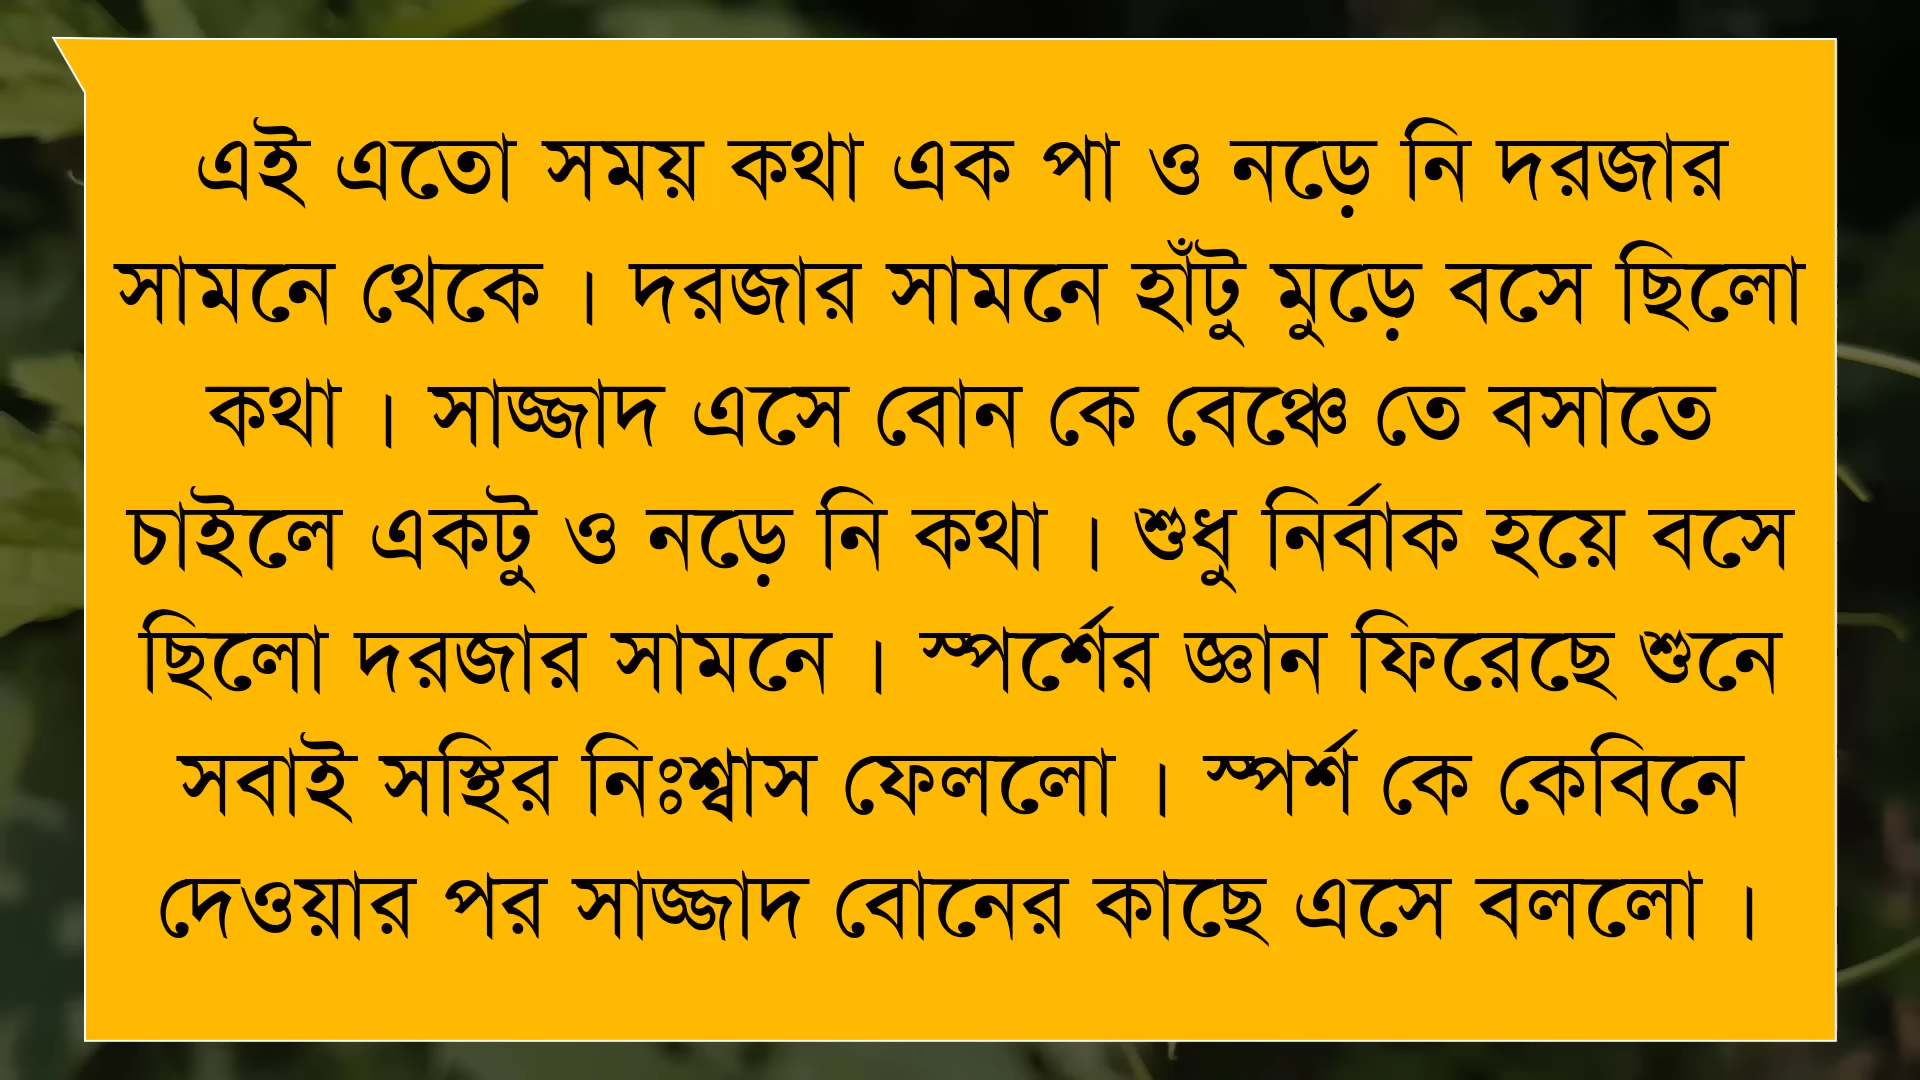 এই এতো সময় কথা এক পা ও নড়ে নি দরজার
সামনে থেকে । দরজার সামনে হাঁটু মুড়ে বসে ছিলো
কথা । সাজ্জাদ এসে বোন কে বেঞ্চে তে বসাতে
চাইলে একটু ও নড়ে নি কথা । শুধু নির্বাক হয়ে বসে
ছিলো দরজার সামনে । স্পর্শের জ্ঞান ফিরেছে শুনে
সবাই সস্থির নিঃশ্বাস ফেললো । স্পর্শ কে কেবিনে
দেওয়ার পর সাজ্জাদ বোনের কাছে এসে বললো ।